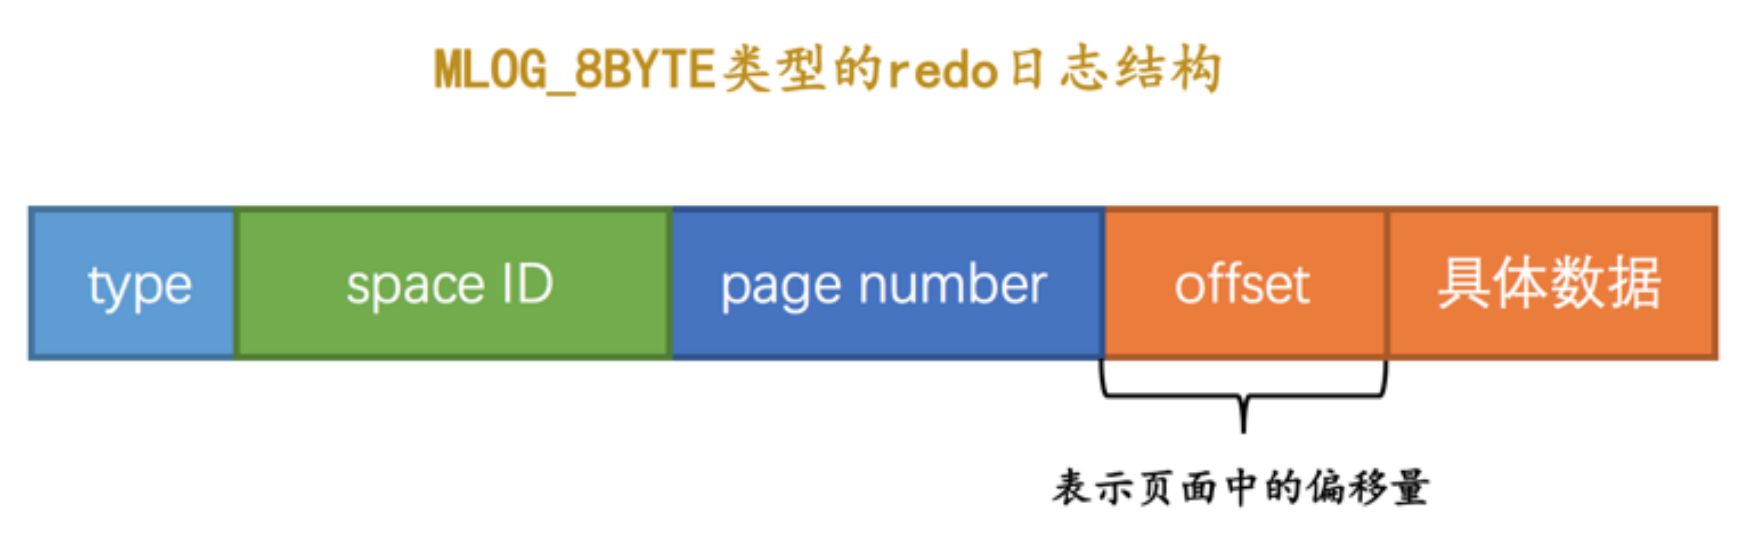 MLOG_8BYTE类型的redo日志结构
type space ID page number offset 具体数据
表示页面中的偏移量